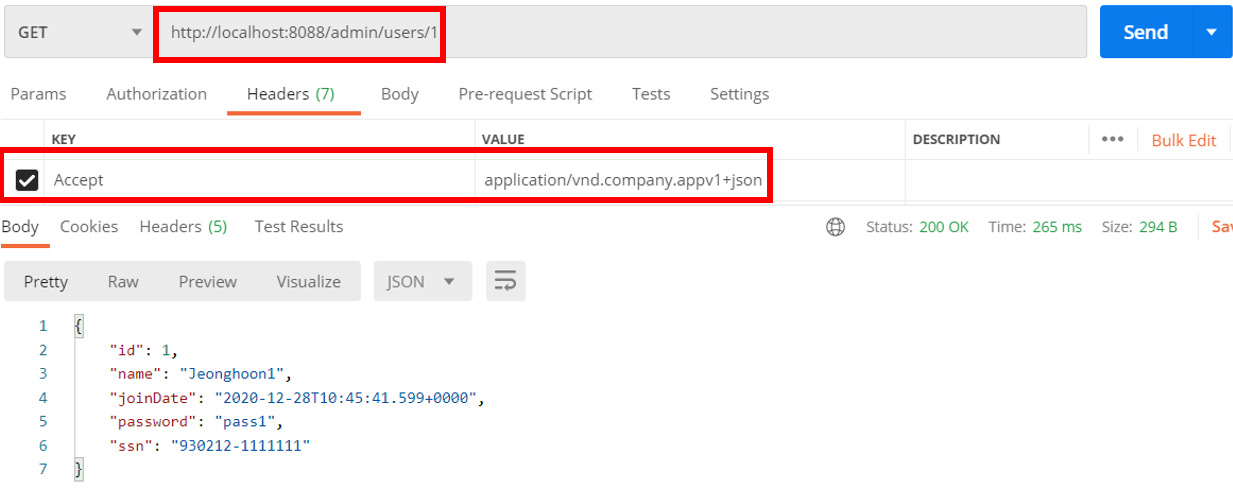 GET http://localhost:8088/admin/users/1 Send
Params Authorization Headers (7) Body Pre-request Script Tests Settings
KEY VALUE DESCRIPTION ••• Bulk Edit
Accept application/vnd.company.appv1+json
Body Cookies Headers (5) Test Results Status: 200 OK Time: 265 ms Size: 294 B Sav
Pretty Raw Preview Visualize JSON
1 {
2 "id": 1,
3 "name": "Jeonghoon1",
4 "joinDate": "2020-12-28T10:45:41.599+0000",
5 "password": "pass1",
6 "ssn": "930212-1111111"
7 }